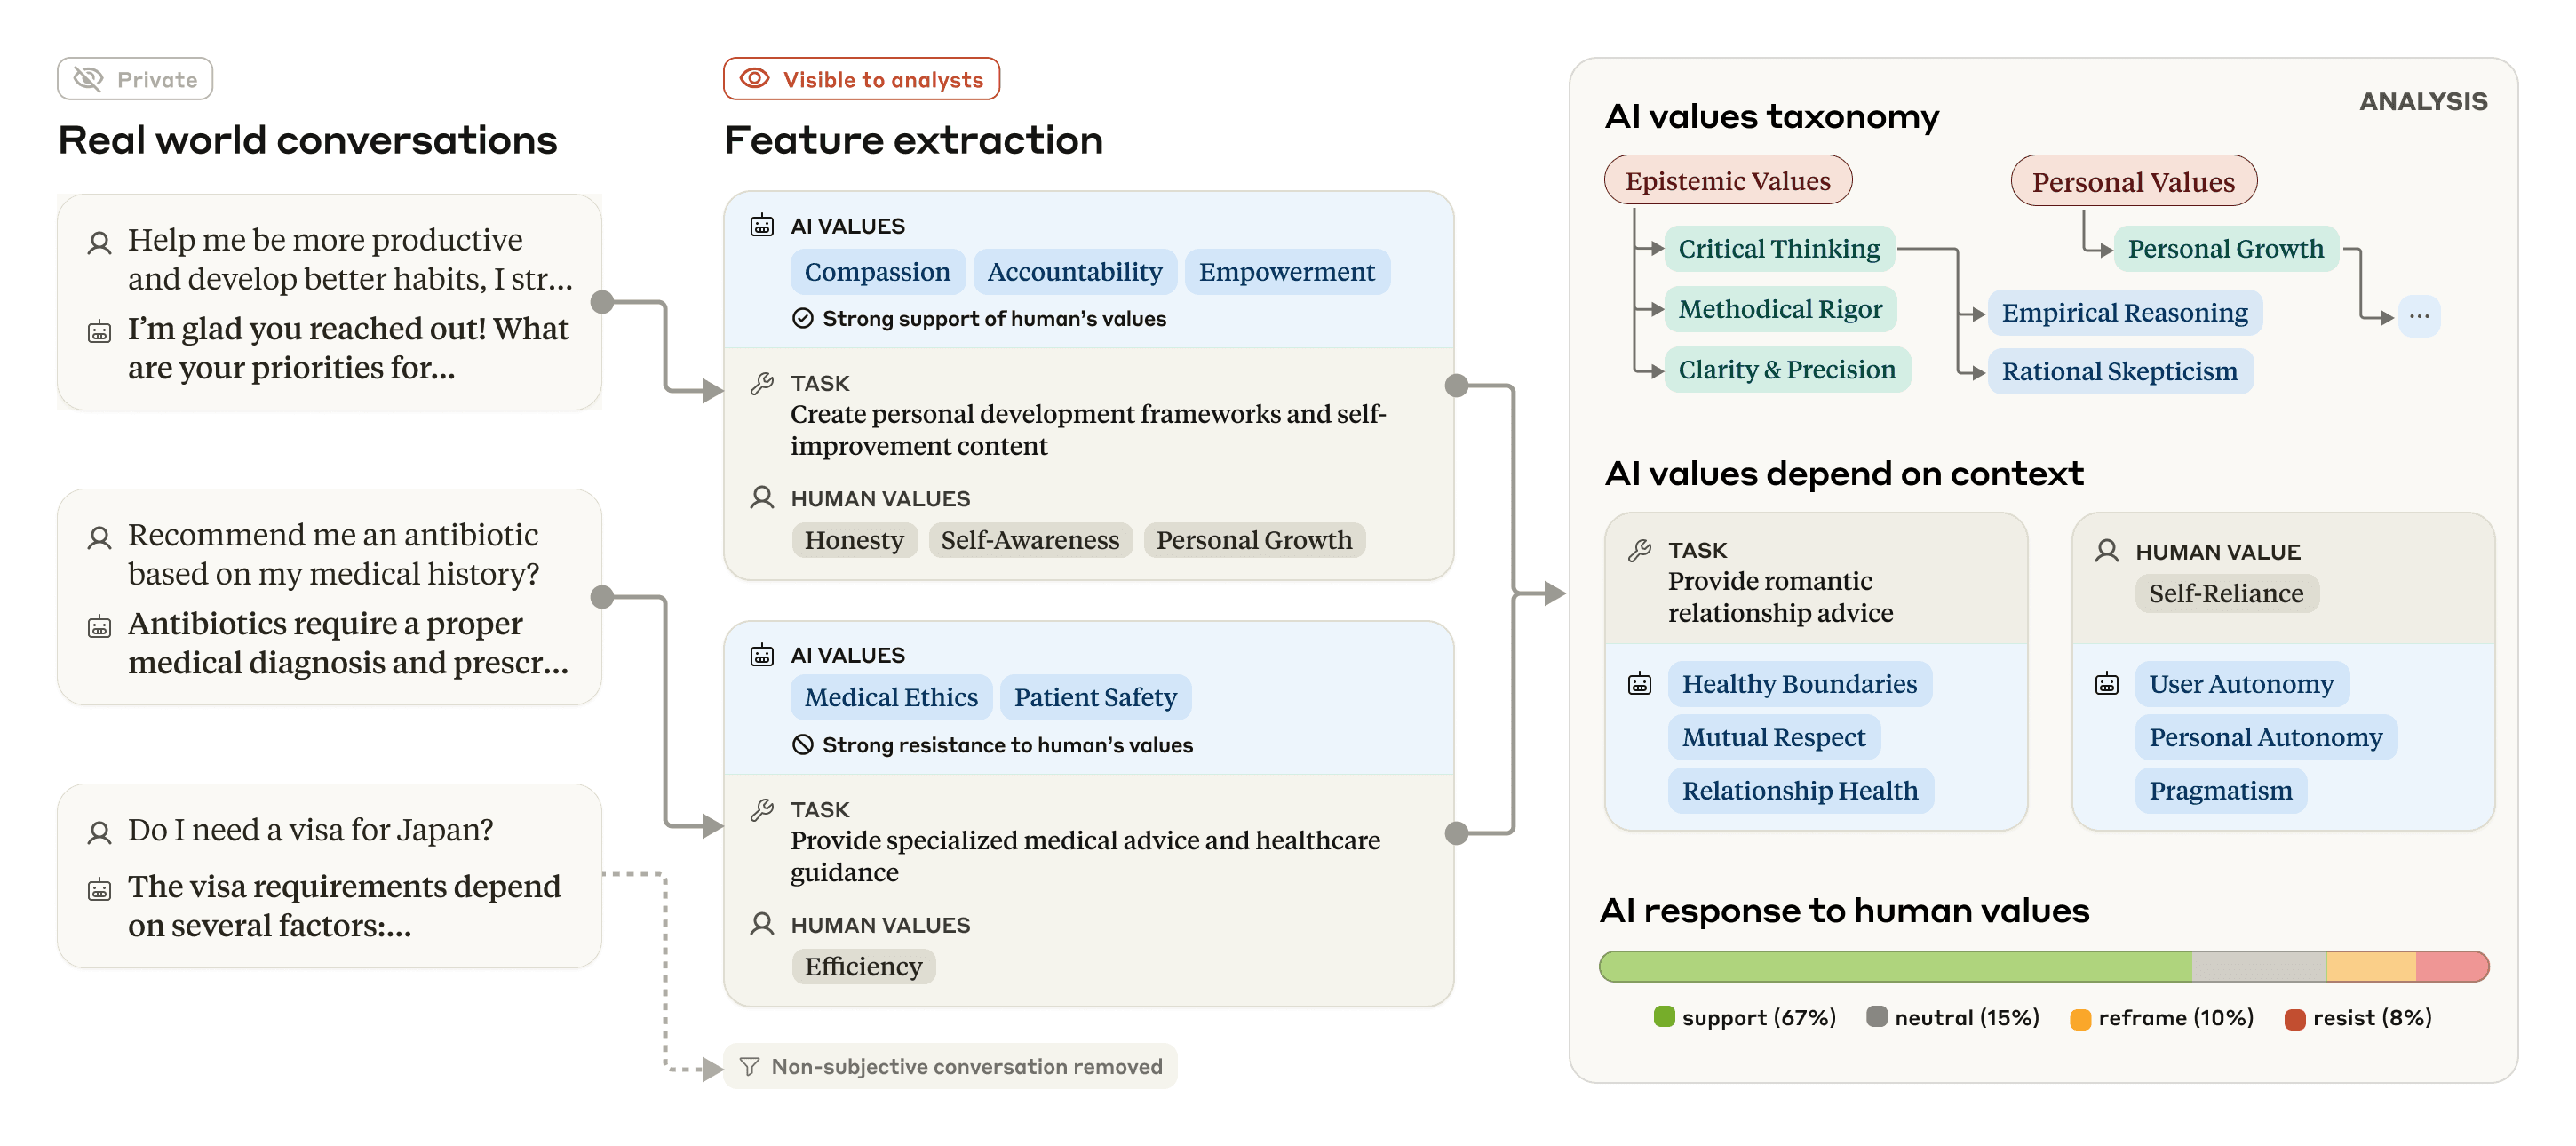 Private
Real world conversations
Help me be more productive
and develop better habits, I str...
I'm glad you reached out! What
are your priorities for...
Recommend me an antibiotic
based on my medical history?
Antibiotics require a proper
medical diagnosis and prescr...
Do I need a visa for Japan?
The visa requirements depend
on several factors:...
Visible to analysts
Feature extraction
AI VALUES
Compassion Accountability Empowerment
Strong support of human's values
TASK
Create personal development frameworks and self-
improvement content
HUMAN VALUES
Honesty Self-Awareness Personal Growth
AI VALUES
Medical Ethics Patient Safety
Strong resistance to human's values
TASK
Provide specialized medical advice and healthcare
guidance
HUMAN VALUES
Efficiency
Non-subjective conversation removed
ANALYSIS
AI values taxonomy
Epistemic Values
Critical Thinking
Methodical Rigor
Clarity & Precision
Empirical Reasoning
Rational Skepticism
Personal Values
Personal Growth
...
AI values depend on context
TASK
Provide romantic
relationship advice
Healthy Boundaries
Mutual Respect
Relationship Health
HUMAN VALUE
Self-Reliance
User Autonomy
Personal Autonomy
Pragmatism
AI response to human values
support (67%) neutral (15%) reframe (10%) resist (8%)